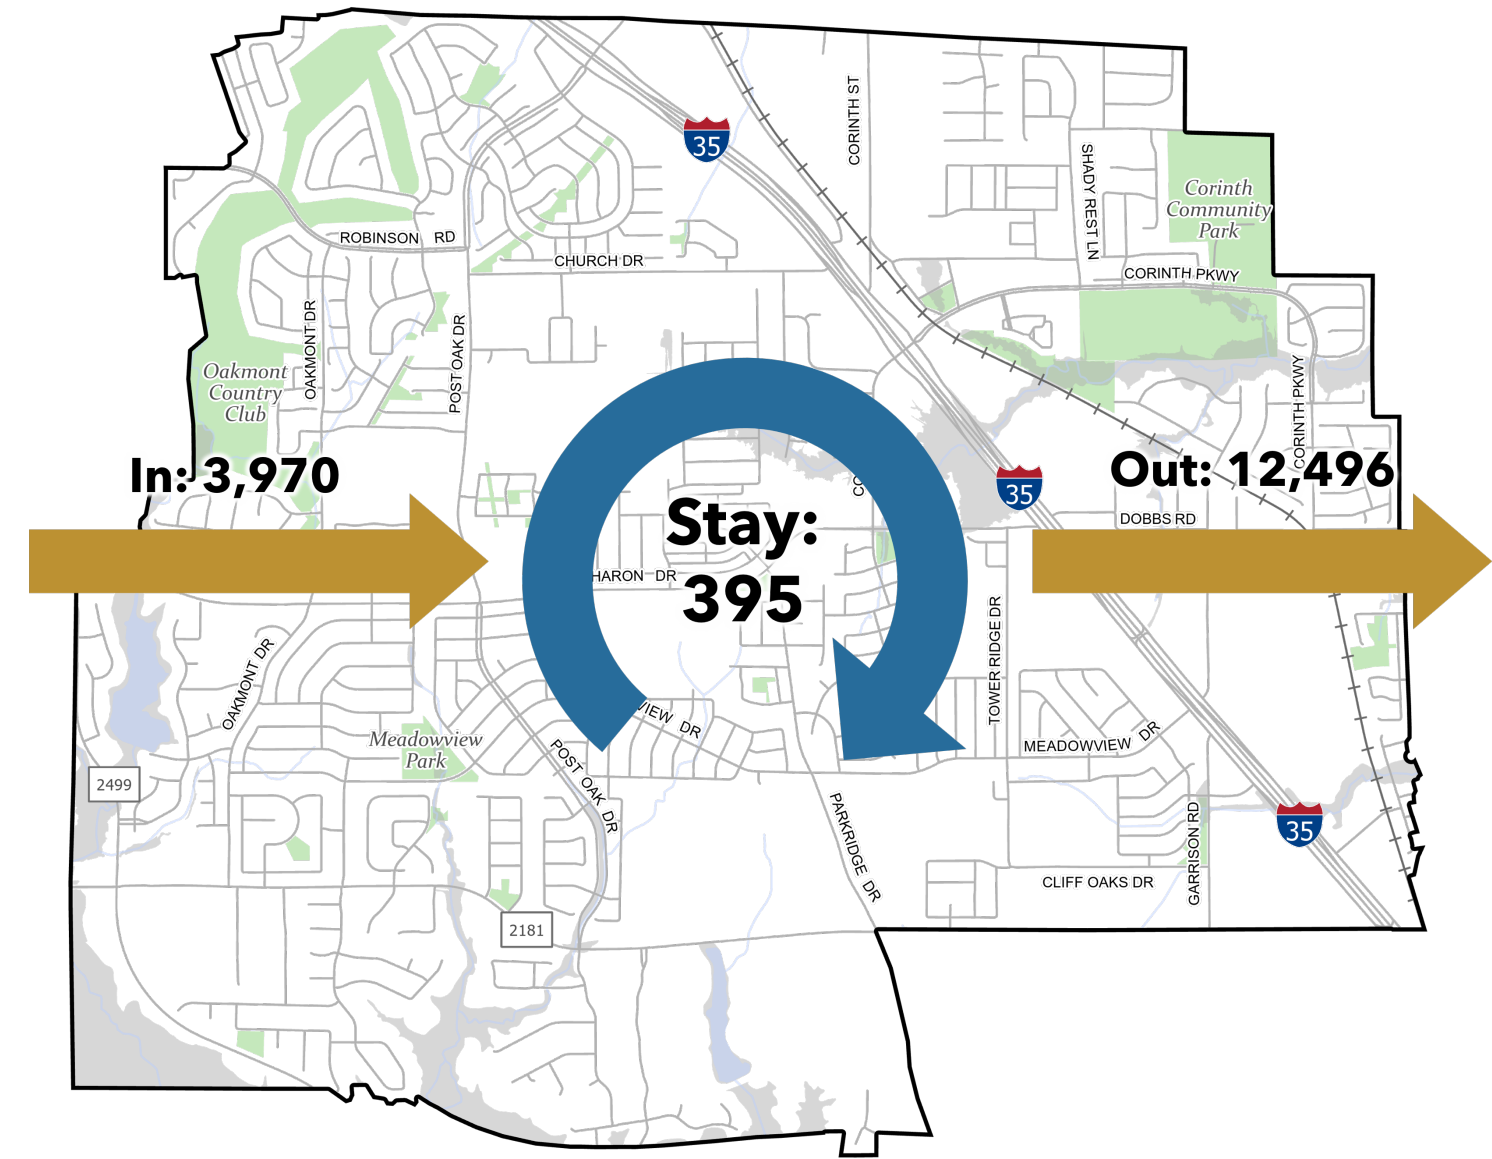 35
CORINTH ST
SHADY REST LN
Corinth
Community
Park
ROBINSON RD
CHURCH DR
CORINTH PKWY
OAKMONT DR
POST OAK DR
Oakmont
Country
Club
CORINTH PKWY
In: 3,970
Out: 12,496
35
CO
DOBBS RD
Stay:
395
HARON DR
OAKMONT DR
TOWER RIDGE DR
VIEW DR
Meadowview
Park
MEADOWVIEW DR
POST OAK DR
2499
PARKRIDGE DR
GARRISON RD
35
CLIFF OAKS DR
2181